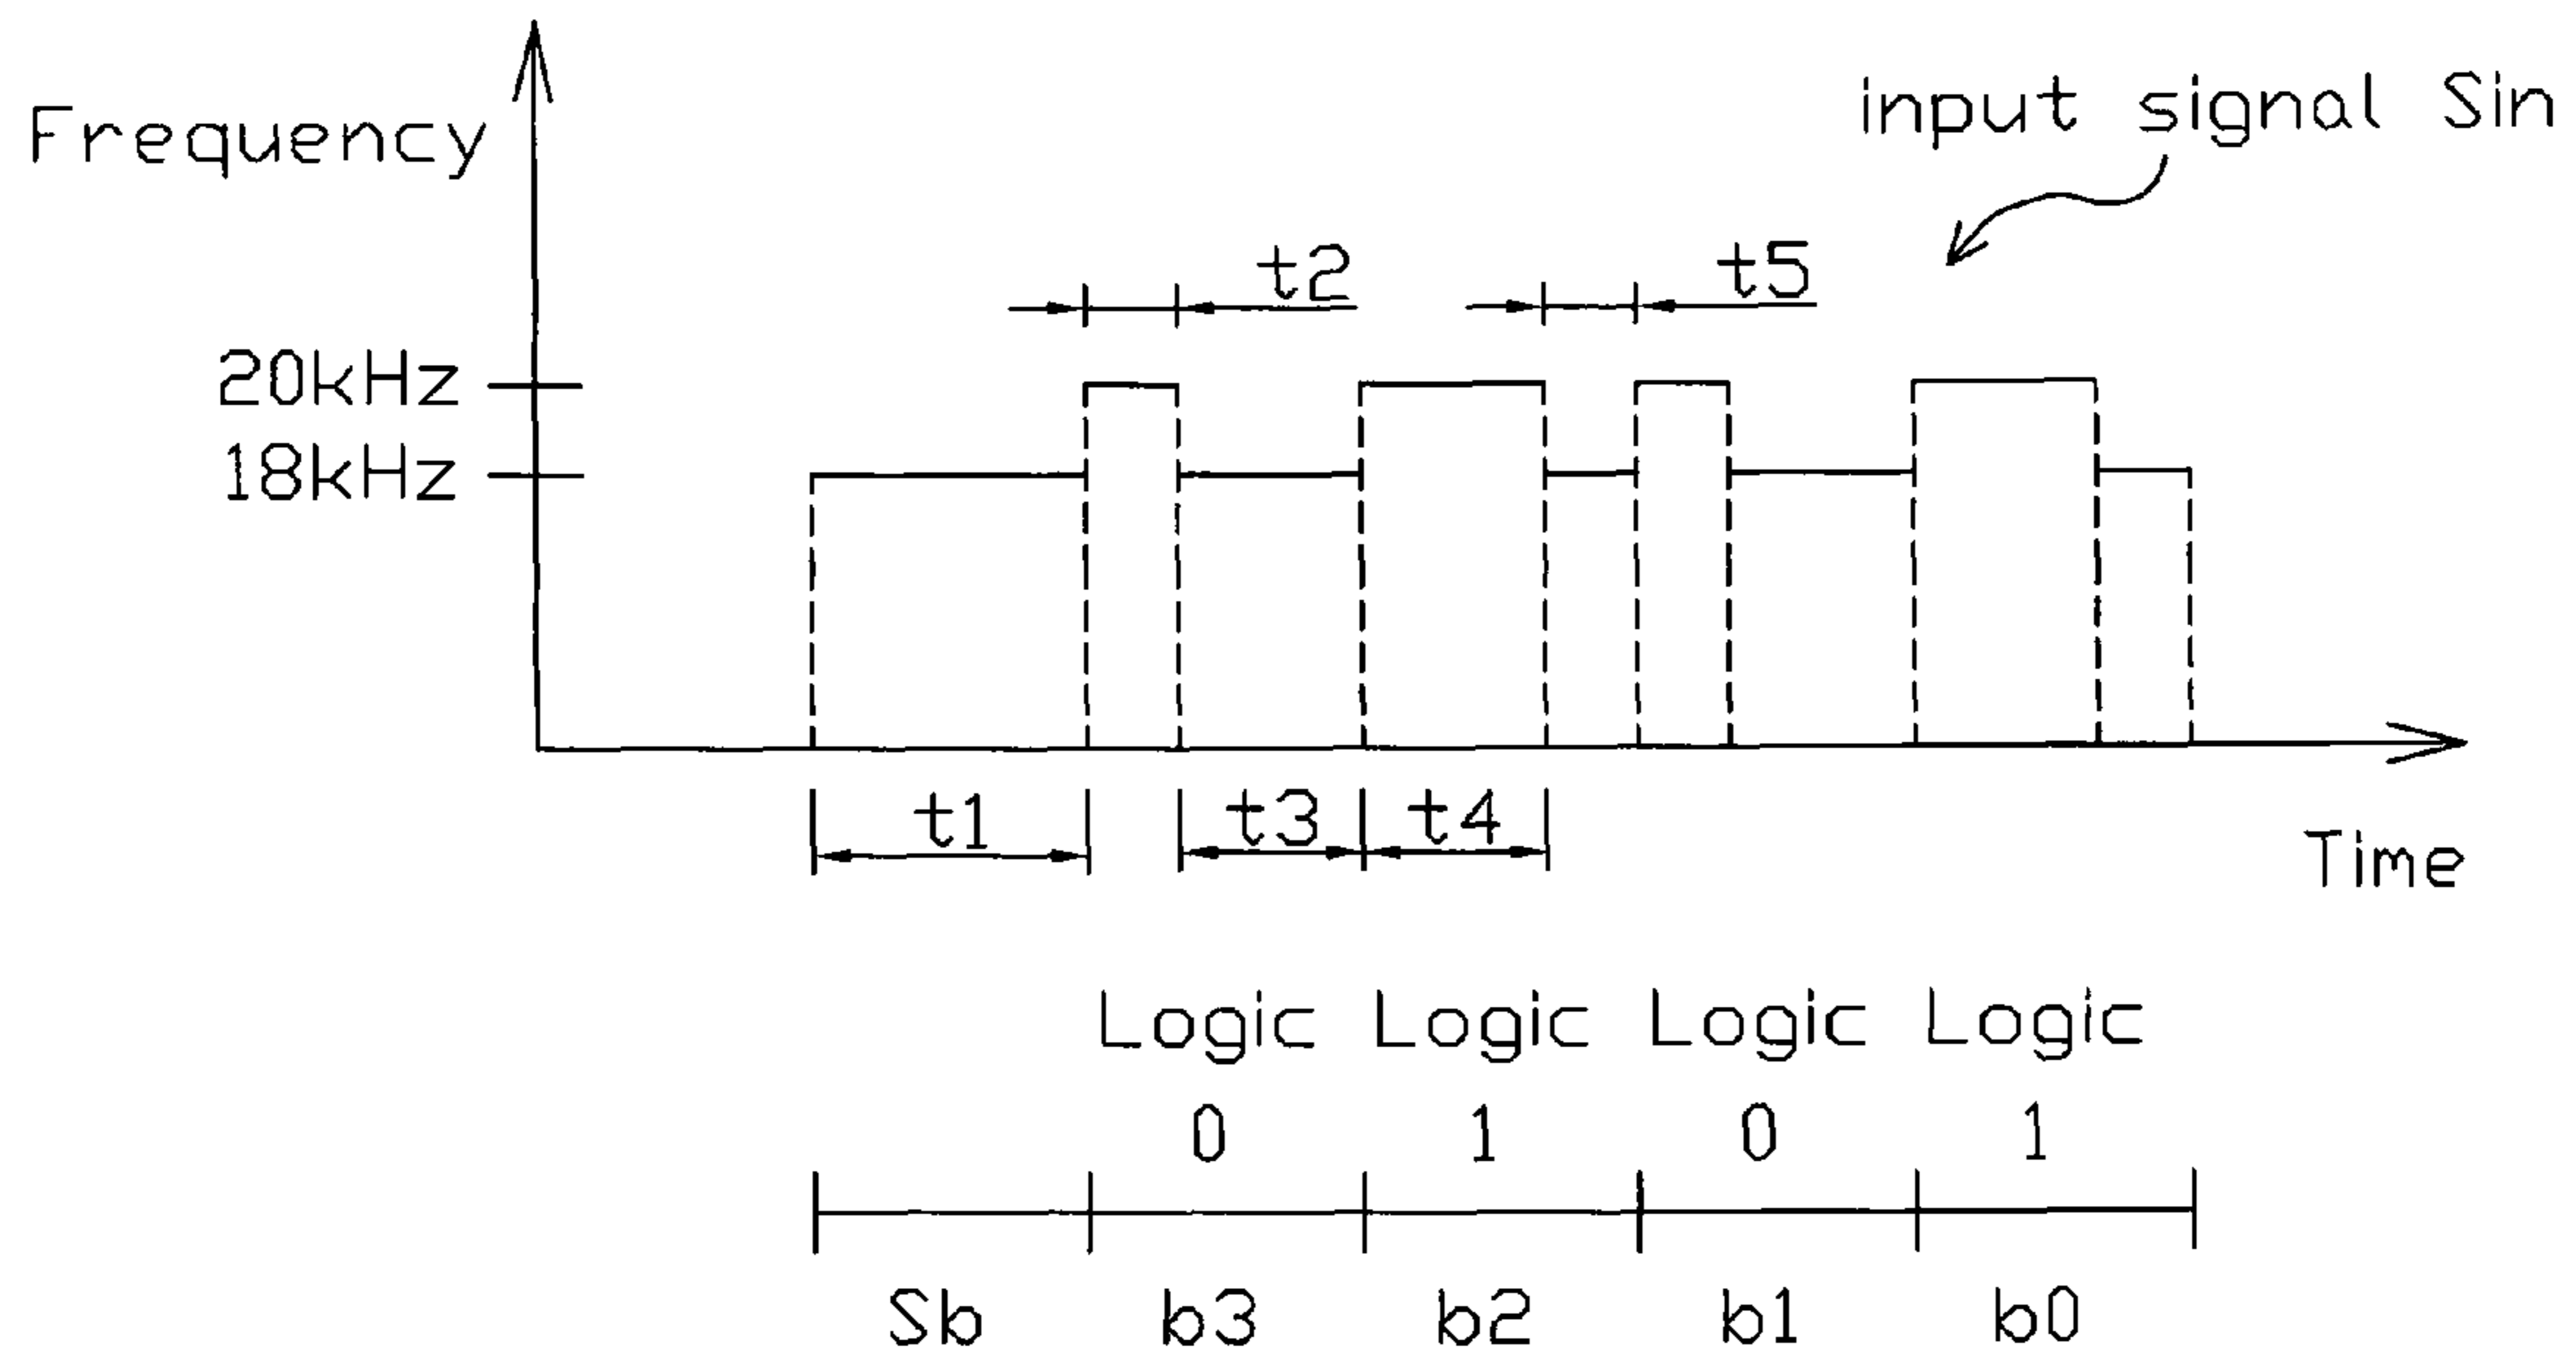 Frequency
input signal Sin
t2 t5
20kHz
18kHz
t1 t3 t4
Time
Logic Logic Logic Logic
0 1 0 1
Sb b3 b2 b1 b0